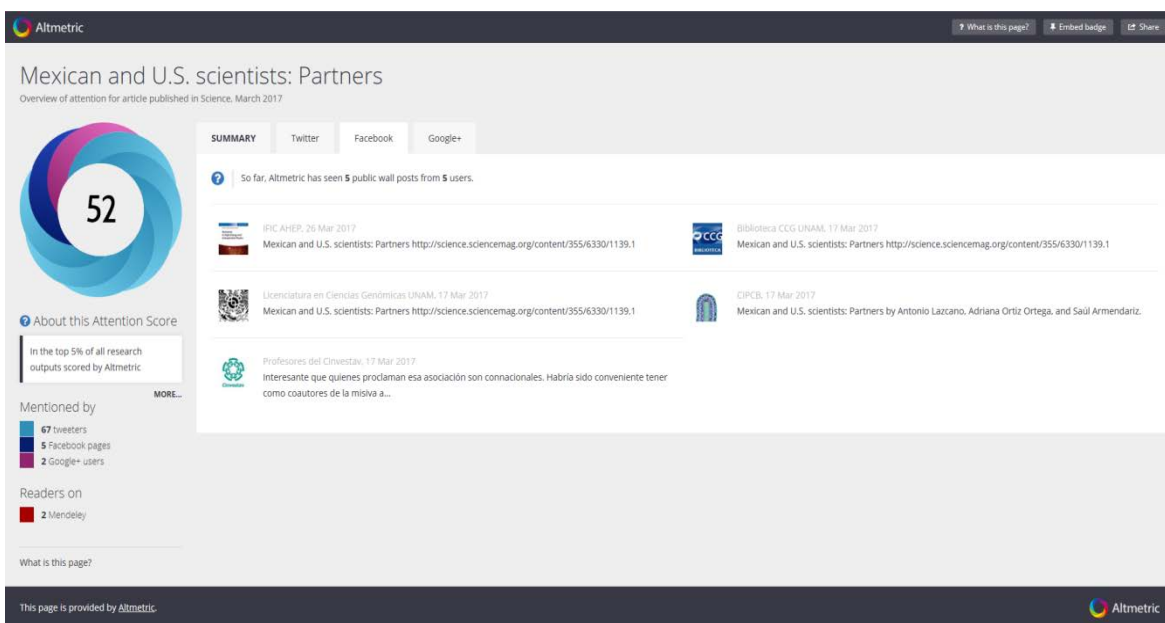 Altmetric
? What is this page?
Embed badge
Share
Mexican and U.S. scientists: Partners
Overview of attention for article published in Science, March 2017
52
SUMMARY
Twitter
Facebook
Google+
So far, Altmetric has seen 5 public wall posts from 5 users.
IFIC AHEP, 26 Mar 2017
Mexican and U.S. scientists: Partners http://science.sciencemag.org/content/355/6330/1139.1
CCG
BIBLIOTECA
Biblioteca CCG UNAM, 17 Mar 2017
Mexican and U.S. scientists: Partners http://science.sciencemag.org/content/355/6330/1139.1
Licenciatura en Ciencias Genómicas UNAM, 17 Mar 2017
Mexican and U.S. scientists: Partners http://science.sciencemag.org/content/355/6330/1139.1
CIPCB, 17 Mar 2017
Mexican and U.S. scientists: Partners by Antonio Lazcano, Adriana Ortiz Ortega, and Saúl Armendariz.
Cinvestav
Profesores del Cinvestav, 17 Mar 2017
Interesante que quienes proclaman esa asociación son connacionales. Habría sido conveniente tener
como coautores de la misiva a...
? About this Attention Score
In the top 5% of all research
outputs scored by Altmetric
MORE...
Mentioned by
67 tweeters
5 Facebook pages
2 Google+ users
Readers on
2 Mendeley
What is this page?
This page is provided by Altmetric.
Altmetric